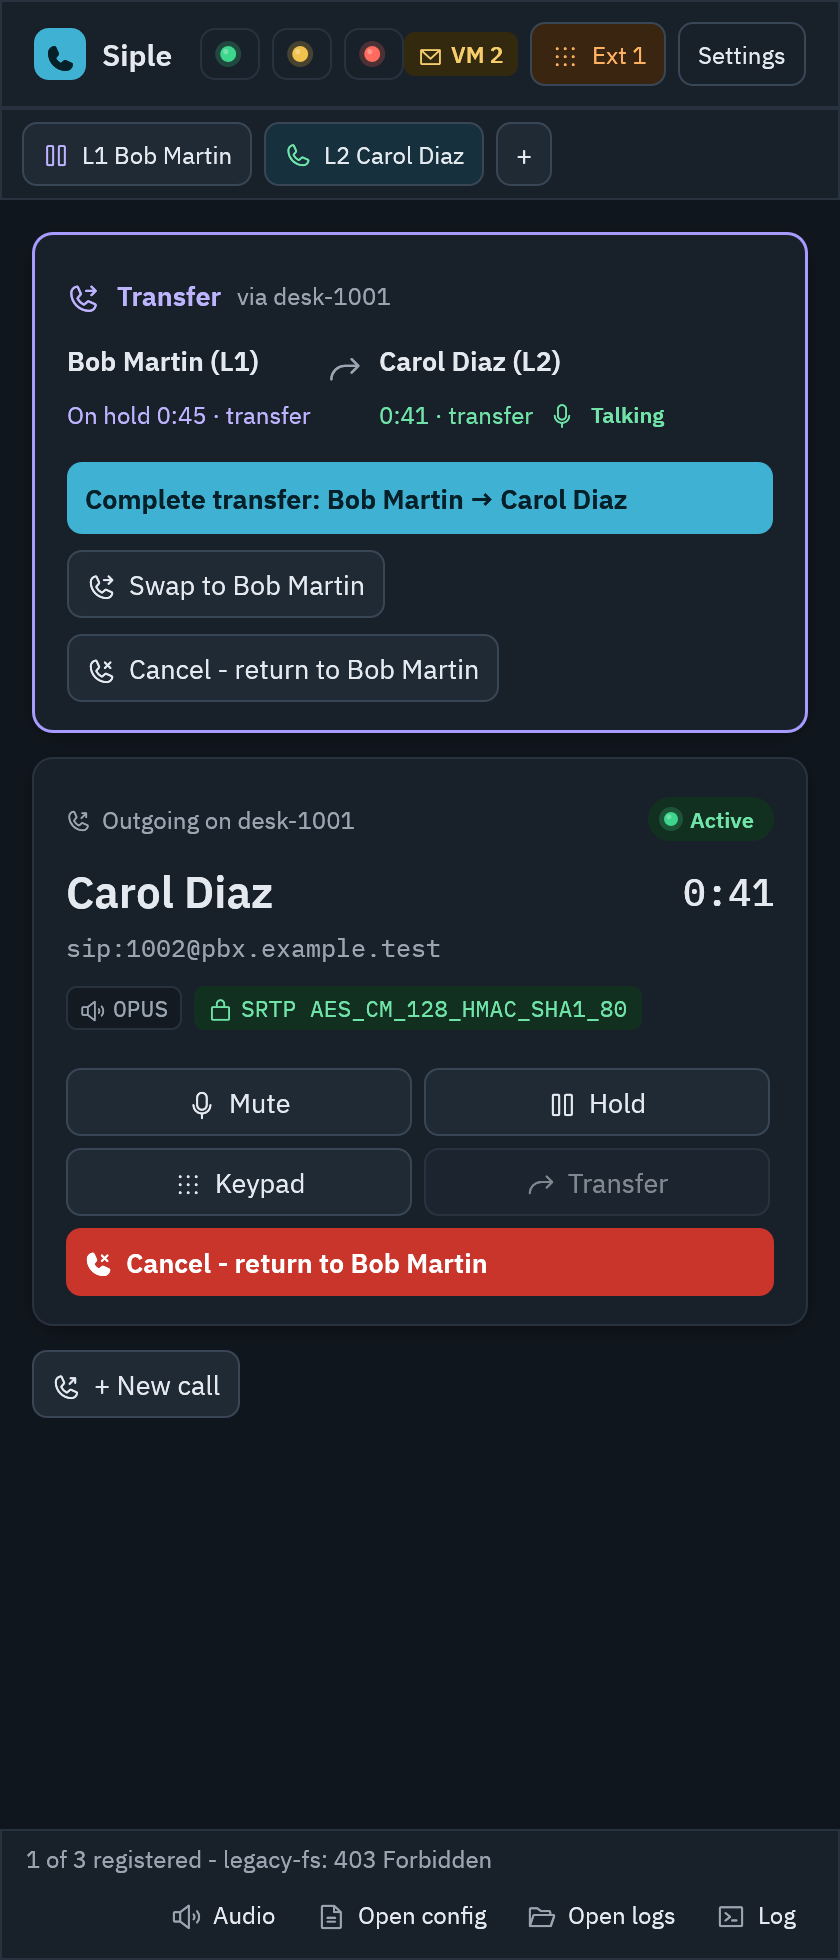 Siple VM 2 Ext 1 Settings
L1 Bob Martin L2 Carol Diaz +
Transfer via desk-1001
Bob Martin (L1) Carol Diaz (L2)
On hold 0:45 · transfer 0:41 · transfer Talking
Complete transfer: Bob Martin → Carol Diaz
Swap to Bob Martin
Cancel - return to Bob Martin
Outgoing on desk-1001 Active
Carol Diaz 0:41
sip:1002@pbx.example.test
OPUS SRTP AES_CM_128_HMAC_SHA1_80
Mute Hold
Keypad Transfer
Cancel - return to Bob Martin
+ New call
1 of 3 registered - legacy-fs: 403 Forbidden
Audio Open config Open logs Log